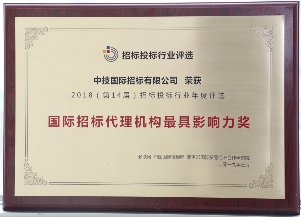 招标投标行业评选
中技国际招标有限公司 荣获
2018（第14届）招标投标行业年度评选
国际招标代理机构最具影响力奖